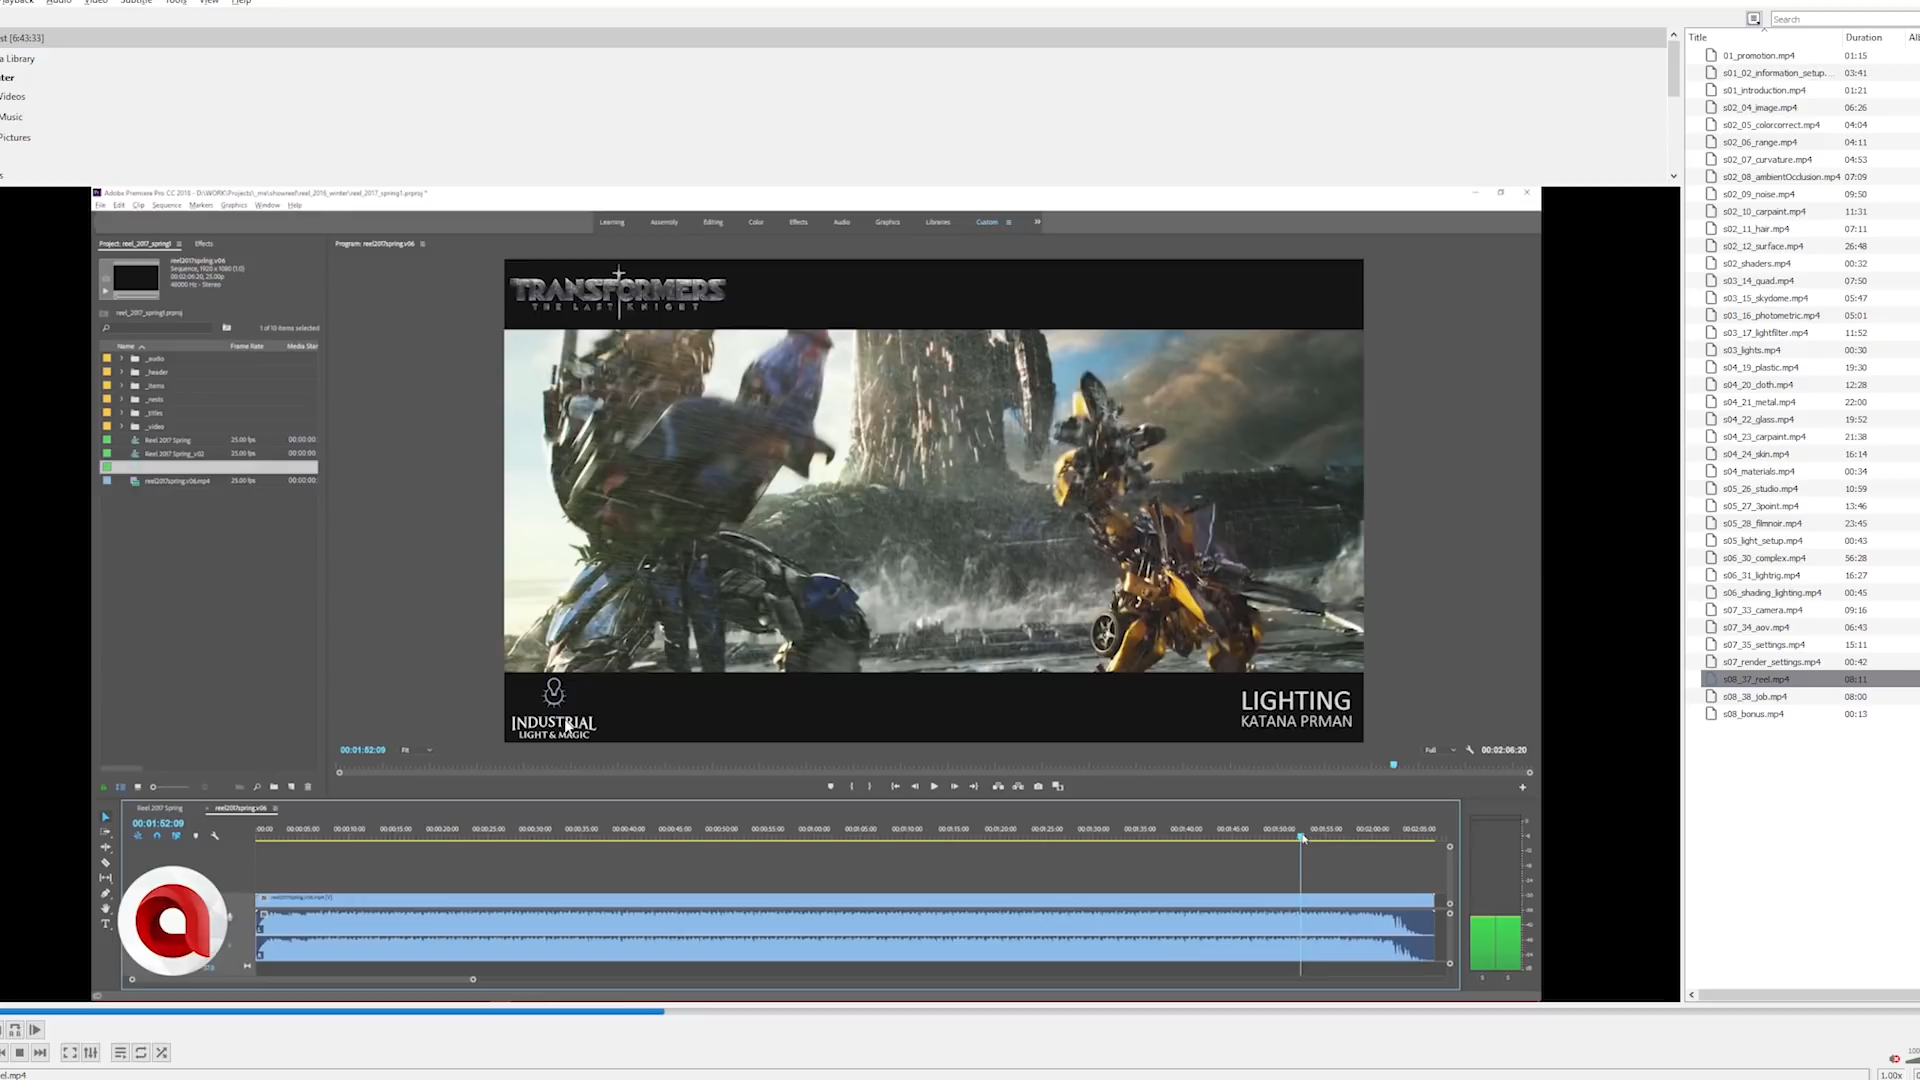 Playback Audio Video Subtitle Tools View Help
st [6:43:33]
a Library
ter
Videos
Music
Pictures
s
Search
Title Duration Alb
01_promotion.mp4 01:15
s01_02_information_setup.... 03:41
s01_introduction.mp4 01:21
s02_04_image.mp4 06:26
s02_05_colorcorrect.mp4 04:04
s02_06_range.mp4 04:11
s02_07_curvature.mp4 04:53
s02_08_ambientOcclusion.mp4 07:09
s02_09_noise.mp4 09:50
s02_10_carpaint.mp4 11:31
s02_11_hair.mp4 07:11
s02_12_surface.mp4 26:48
s02_shaders.mp4 00:32
s03_14_quad.mp4 07:50
s03_15_skydome.mp4 05:47
s03_16_photometric.mp4 05:01
s03_17_lightfilter.mp4 11:52
s03_lights.mp4 00:30
s04_19_plastic.mp4 19:30
s04_20_cloth.mp4 12:28
s04_21_metal.mp4 22:00
s04_22_glass.mp4 19:52
s04_23_carpaint.mp4 21:38
s04_24_skin.mp4 16:14
s04_materials.mp4 00:34
s05_26_studio.mp4 10:59
s05_27_3point.mp4 13:46
s05_28_filmnoir.mp4 23:45
s05_light_setup.mp4 00:43
s06_30_complex.mp4 56:28
s06_31_lightrig.mp4 16:27
s06_shading_lighting.mp4 00:45
s07_33_camera.mp4 09:16
s07_34_aov.mp4 06:43
s07_35_settings.mp4 15:11
s07_render_settings.mp4 00:42
s08_37_reel.mp4 08:11
s08_38_job.mp4 08:00
s08_bonus.mp4 00:13
Adobe Premiere Pro CC 2018 - D:\WORK\Projects\_me\showreel\reel_2016_winter\reel_2017_spring1.prproj *
File Edit Clip Sequence Markers Graphics Window Help
Learning Assembly Editing Color Effects Audio Graphics Libraries Custom
Project: reel_2017_spring1 Effects
Program: reel2017spring.v06
reel2017spring.v06
Sequence, 1920 x 1080 (1.0)
00:02:06:20, 25.00p
48000 Hz - Stereo
reel_2017_spring1.prproj
1 of 10 items selected
Name Frame Rate Media Star
_audio
_header
_items
_nests
_titles
_video
Reel 2017 Spring 25.00 fps 00:00:00:
Reel 2017 Spring_v02 25.00 fps 00:00:00:
reel2017spring.v06.mp4 25.00 fps 00:00:00:
TRANSFORMERS
THE LAST KNIGHT
INDUSTRIAL
LIGHT & MAGIC
LIGHTING
KATANA PRMAN
00:01:52:09 Fit Full 00:02:06:20
Reel 2017 Spring reel2017spring.v06
00:01:52:09
:00:00 00:00:05:00 00:00:10:00 00:00:15:00 00:00:20:00 00:00:25:00 00:00:30:00 00:00:35:00 00:00:40:00 00:00:45:00 00:00:50:00 00:00:55:00 00:01:00:00 00:01:05:00 00:01:10:00 00:01:15:00 00:01:20:00 00:01:25:00 00:01:30:00 00:01:35:00 00:01:40:00 00:01:45:00 00:01:50:00 00:01:55:00 00:02:00:00 00:02:05:00
reel2017spring.v06.mp4 [V]
S S
el.mp4
100
1.00x